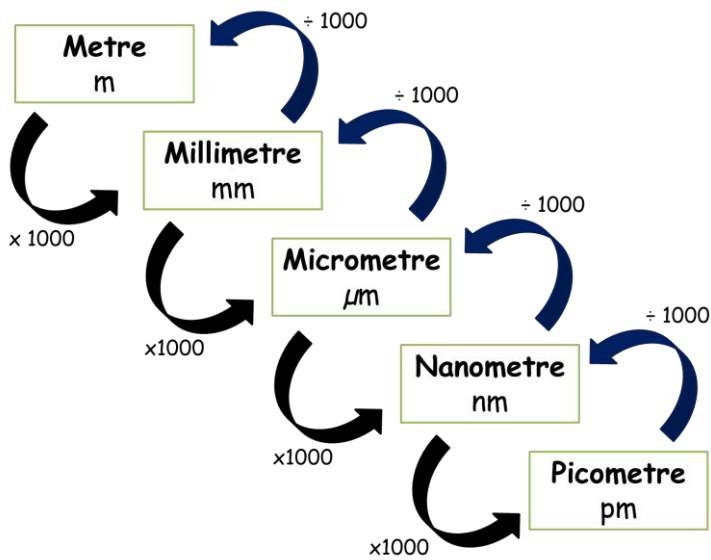 ÷ 1000
Metre
m
÷ 1000
Millimetre
mm
x 1000
÷ 1000
Micrometre
µm
x1000
÷ 1000
Nanometre
nm
x1000
Picometre
pm
x1000